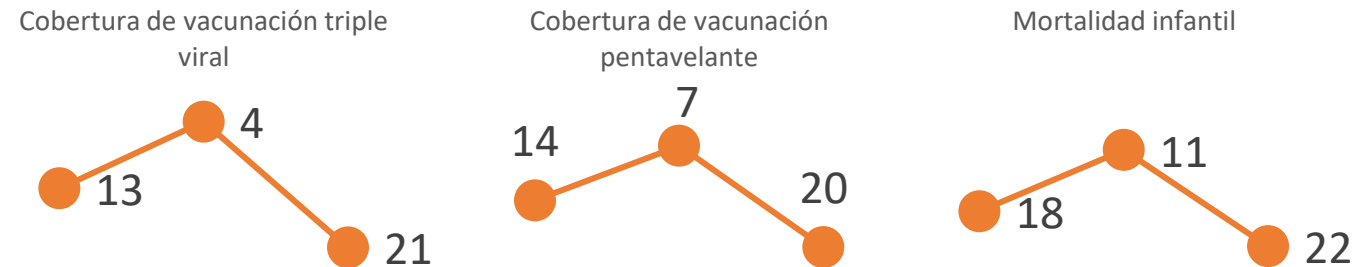 Cobertura de vacunación triple
viral
4
13
21
Cobertura de vacunación
pentavelante
7
14
20
Mortalidad infantil
11
18
22